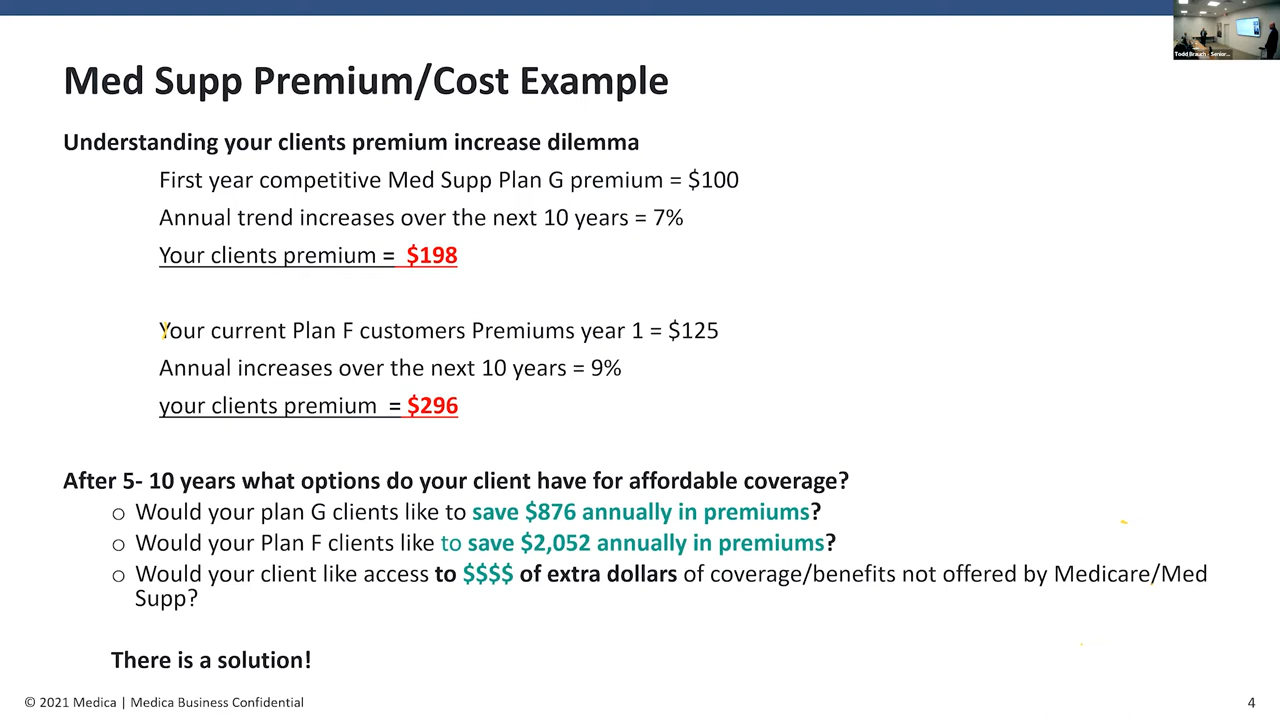 Todd Brauch - Senior...
Med Supp Premium/Cost Example
Understanding your clients premium increase dilemma
First year competitive Med Supp Plan G premium = $100
Annual trend increases over the next 10 years = 7%
Your clients premium = $198
Your current Plan F customers Premiums year 1 = $125
Annual increases over the next 10 years = 9%
your clients premium = $296
After 5- 10 years what options do your client have for affordable coverage?
o Would your plan G clients like to save $876 annually in premiums?
o Would your Plan F clients like to save $2,052 annually in premiums?
o Would your client like access to $$$$ of extra dollars of coverage/benefits not offered by Medicare/Med
Supp?
There is a solution!
© 2021 Medica | Medica Business Confidential
4